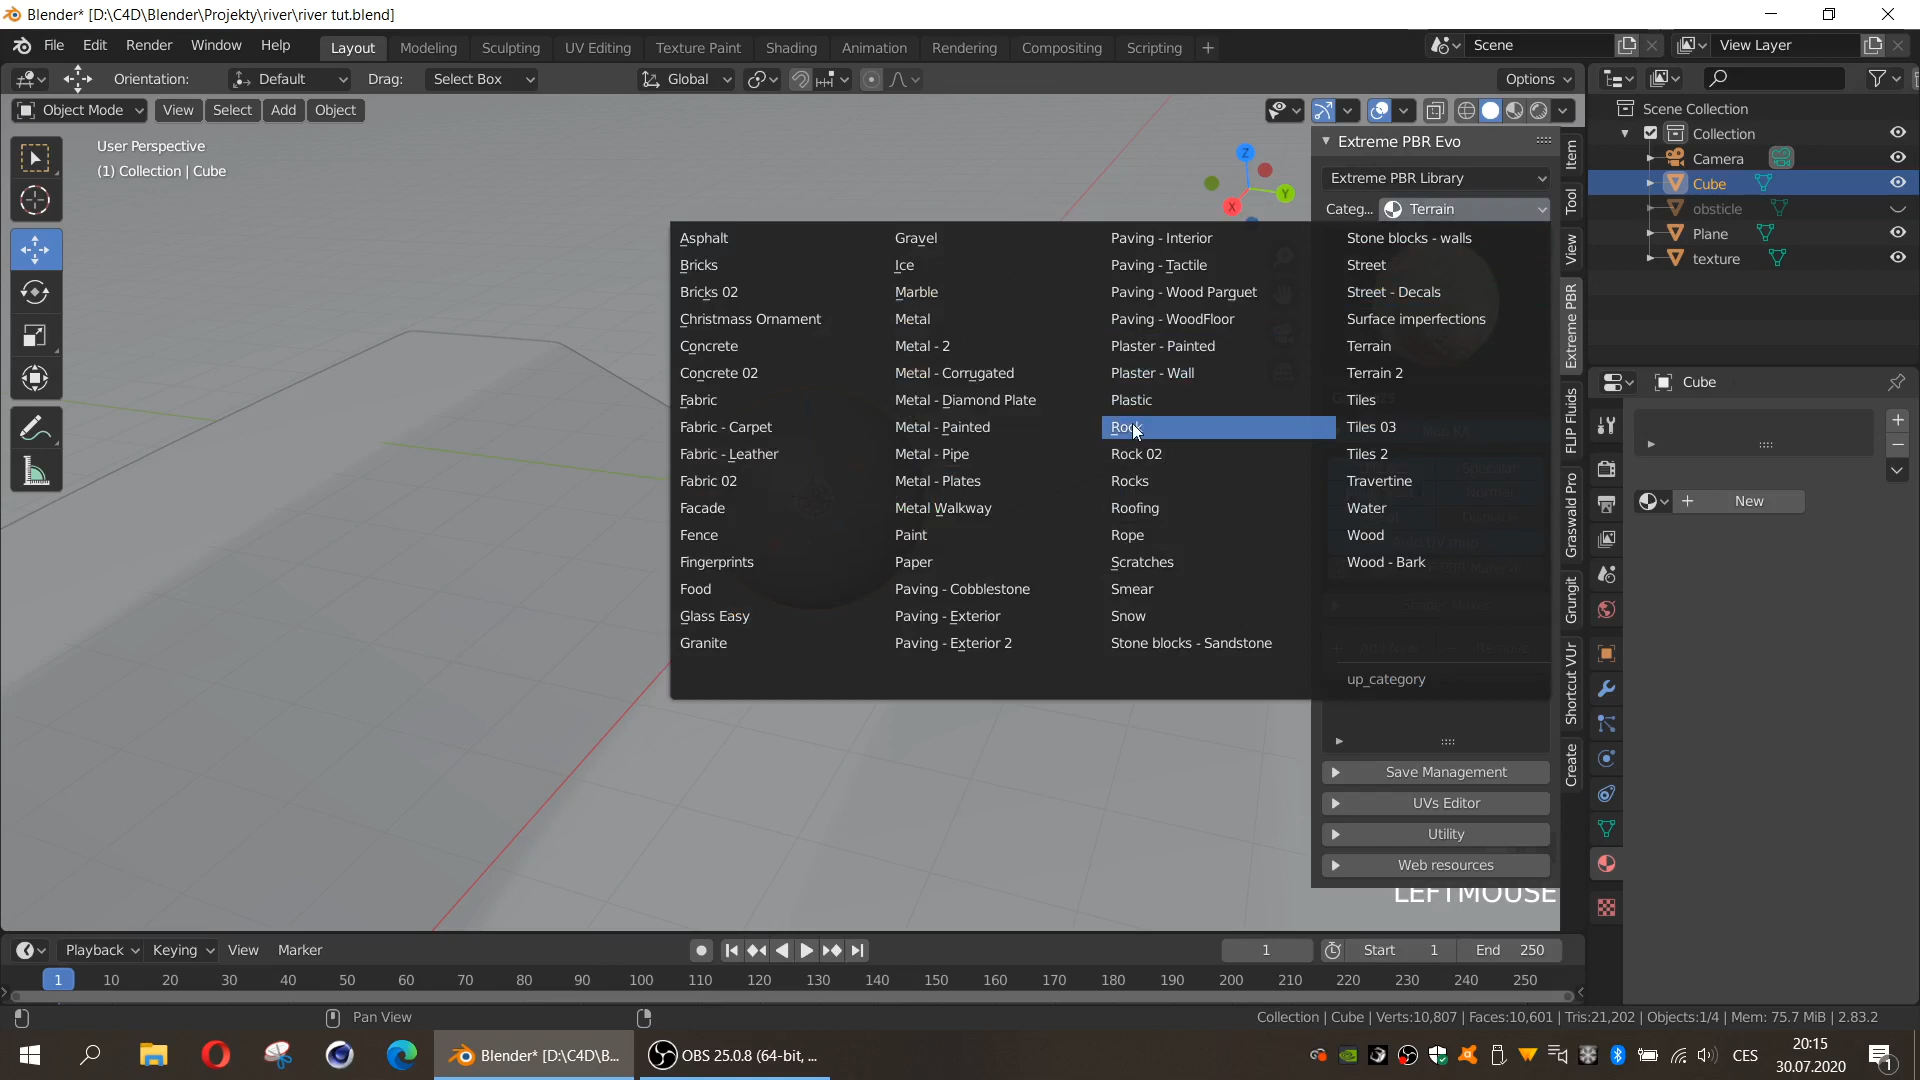 Blender* [D:\C4D\Blender\Projekty\river\river tut.blend]
File Edit Render Window Help Layout Modeling Sculpting UV Editing Texture Paint Shading Animation Rendering Compositing Scripting + Scene View Layer
Orientation: Default Drag: Select Box Global Options
Object Mode View Select Add Object
User Perspective
(1) Collection | Cube
Z
Y
X
Extreme PBR Evo
Extreme PBR Library
Categ... Terrain
Asphalt
Bricks
Bricks 02
Christmass Ornament
Concrete
Concrete 02
Fabric
Fabric - Carpet
Fabric - Leather
Fabric 02
Facade
Fence
Fingerprints
Food
Glass Easy
Granite
Gravel
Ice
Marble
Metal
Metal - 2
Metal - Corrugated
Metal - Diamond Plate
Metal - Painted
Metal - Pipe
Metal - Plates
Metal Walkway
Paint
Paper
Paving - Cobblestone
Paving - Exterior
Paving - Exterior 2
Paving - Interior
Paving - Tactile
Paving - Wood Parguet
Paving - WoodFloor
Plaster - Painted
Plaster - Wall
Plastic
Rock
Rock 02
Rocks
Roofing
Rope
Scratches
Smear
Snow
Stone blocks - Sandstone
Stone blocks - walls
Street
Street - Decals
Surface imperfections
Terrain
Terrain 2
Tiles
Tiles 03
Tiles 2
Travertine
Water
Wood
Wood - Bark
up_category
Save Management
UVs Editor
Utility
Web resources
LEFTMOUSE
Item
Tool
View
Extreme PBR
FLIP Fluids
Graswald Pro
Grungit
Shortcut VUr
Create
Scene Collection
Collection
Camera
Cube
obsticle
Plane
texture
Cube
New
Playback Keying View Marker 1 Start 1 End 250
1 10 20 30 40 50 60 70 80 90 100 110 120 130 140 150 160 170 180 190 200 210 220 230 240 250
Pan View
Collection | Cube | Verts:10,807 | Faces:10,601 | Tris:21,202 | Objects:1/4 | Mem: 75.7 MiB | 2.83.2
Blender* [D:\C4D\B... OBS 25.0.8 (64-bit, ... CES
20:15
30.07.2020
1